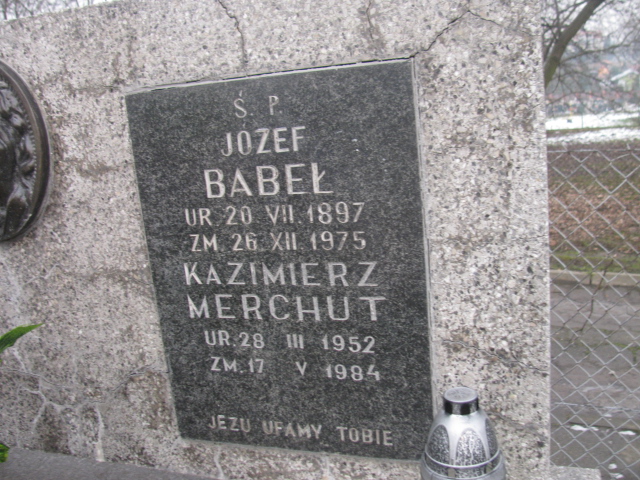 Ś. P.
JÓZEF
BABEŁ
UR 20 VII 1897
ZM. 26 XII 1975
KAZIMIERZ
MERCHUT
UR. 28 III 1952
ZM. 17 V 1984
JEZU UFAMY TOBIE